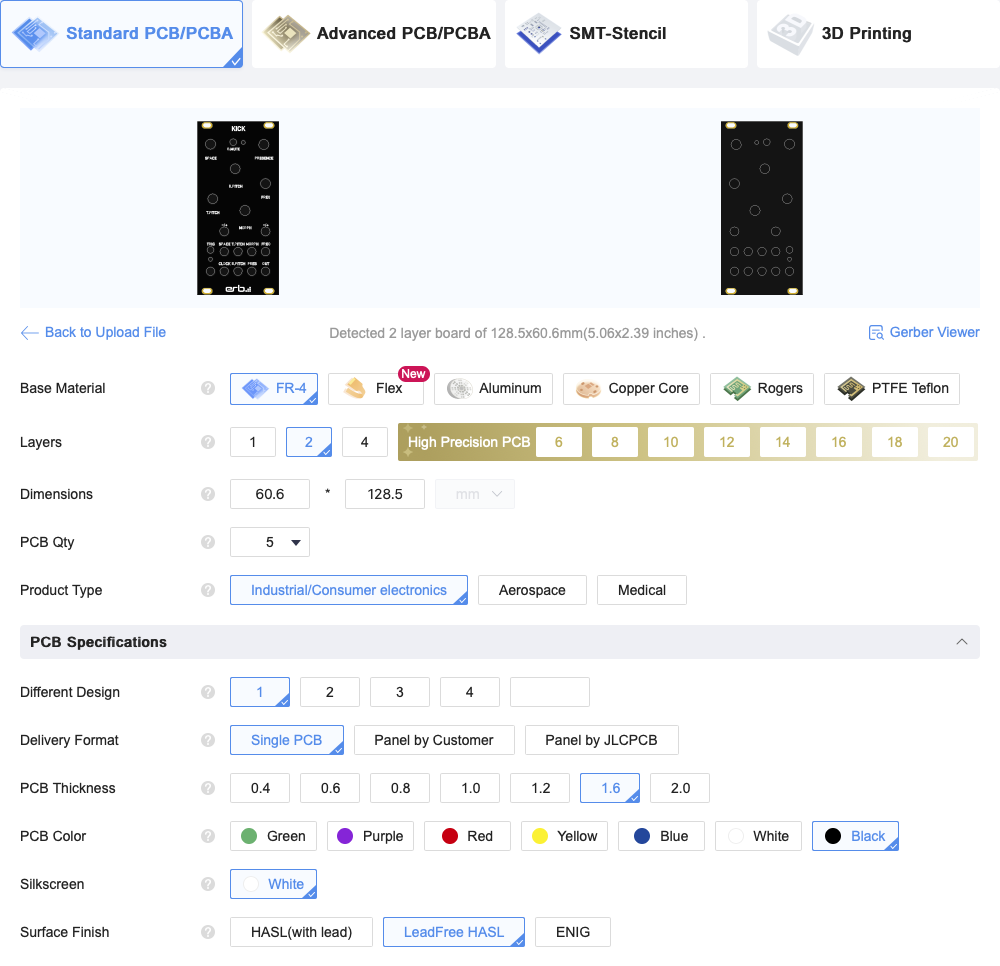 Standard PCB/PCBA Advanced PCB/PCBA SMT-Stencil 3D Printing
KICK
SPACE PRESENCE
erb
Back to Upload File Detected 2 layer board of 128.5x60.6mm(5.06x2.39 inches) . Gerber Viewer
New
Base Material ? FR-4 Flex Aluminum Copper Core Rogers PTFE Teflon
Layers ? 1 2 4 High Precision PCB 6 8 10 12 14 16 18 20
Dimensions ? 60.6 * 128.5 mm
PCB Qty ? 5
Product Type ? Industrial/Consumer electronics Aerospace Medical
PCB Specifications
Different Design ? 1 2 3 4
Delivery Format ? Single PCB Panel by Customer Panel by JLCPCB
PCB Thickness ? 0.4 0.6 0.8 1.0 1.2 1.6 2.0
PCB Color ? Green Purple Red Yellow Blue White Black
Silkscreen ? White
Surface Finish ? HASL(with lead) LeadFree HASL ENIG